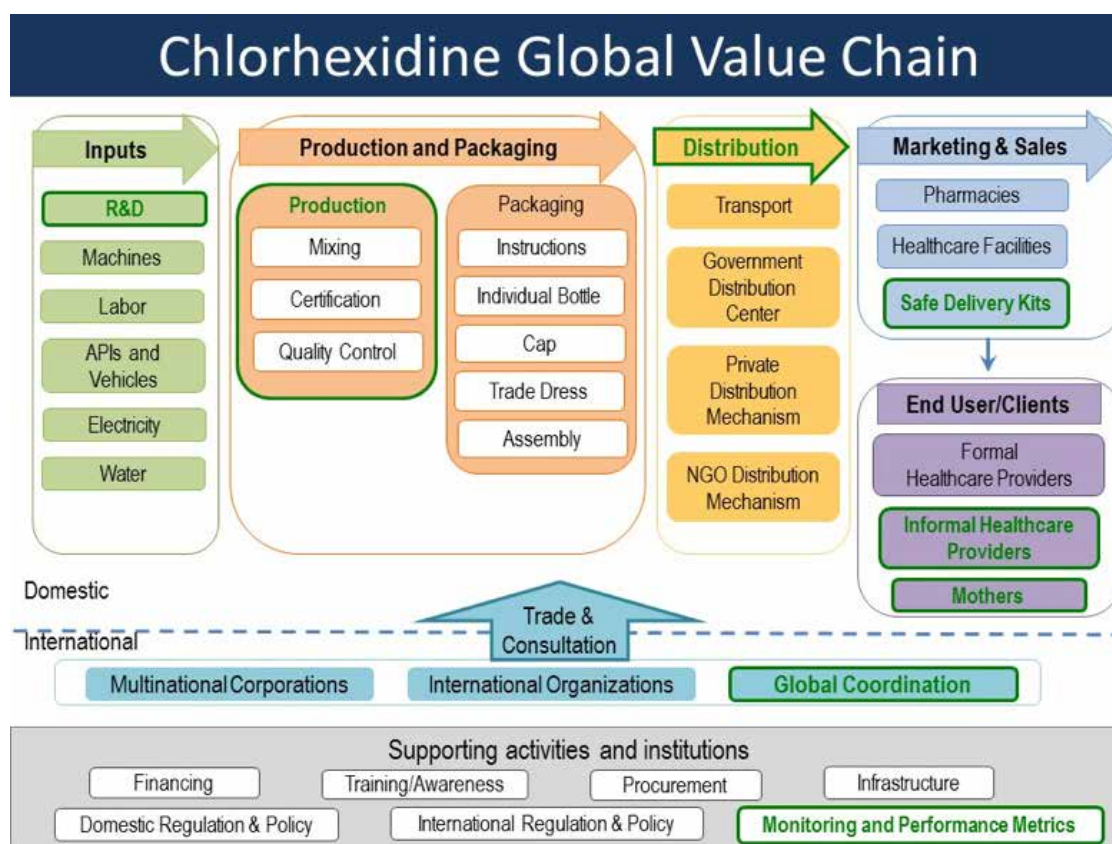 Chlorhexidine Global Value Chain
Inputs
R&D
Machines
Labor
APIs and
Vehicles
Electricity
Water
Production and Packaging
Production
Mixing
Certification
Quality Control
Packaging
Instructions
Individual Bottle
Cap
Trade Dress
Assembly
Distribution
Transport
Government
Distribution
Center
Private
Distribution
Mechanism
NGO Distribution
Mechanism
Marketing & Sales
Pharmacies
Healthcare Facilities
Safe Delivery Kits
End User/Clients
Formal
Healthcare Providers
Informal Healthcare
Providers
Mothers
Domestic
International
Trade &
Consultation
Multinational Corporations
International Organizations
Global Coordination
Supporting activities and institutions
Financing
Training/Awareness
Procurement
Infrastructure
Domestic Regulation & Policy
International Regulation & Policy
Monitoring and Performance Metrics